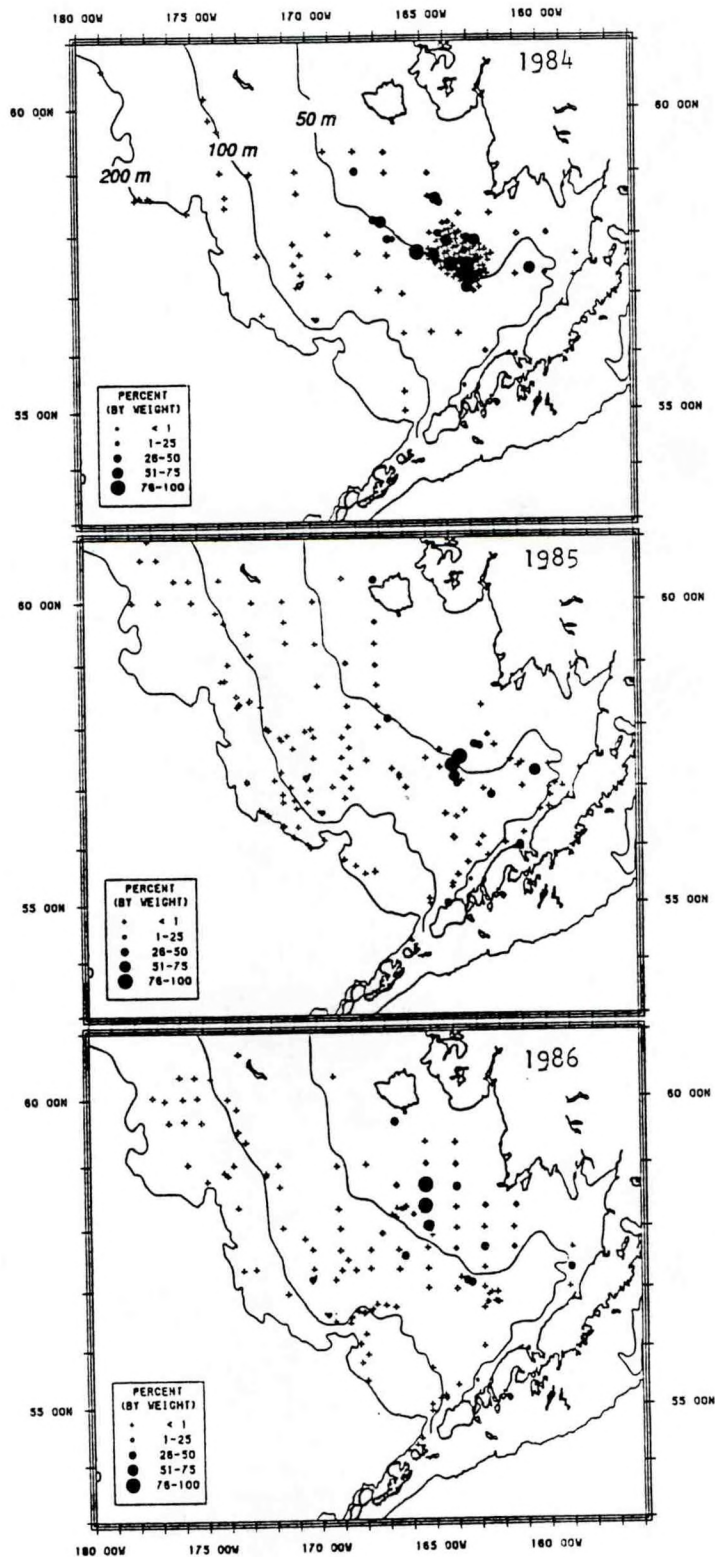 180 00W 175 00W 170 00W 165 00W 160 00W
1984
60 00N 60 00N
50 m
100 m
200 m
55 00N 55 00N
PERCENT
(BY WEIGHT)
< 1
1-25
26-50
51-75
76-100
1985
60 00N 60 00N
55 00N 55 00N
PERCENT
(BY WEIGHT)
< 1
1-25
26-50
51-75
76-100
1986
60 00N 60 00N
55 00N 55 00N
PERCENT
(BY WEIGHT)
< 1
1-25
26-50
51-75
76-100
180 00W 175 00W 170 00W 165 00W 160 00W